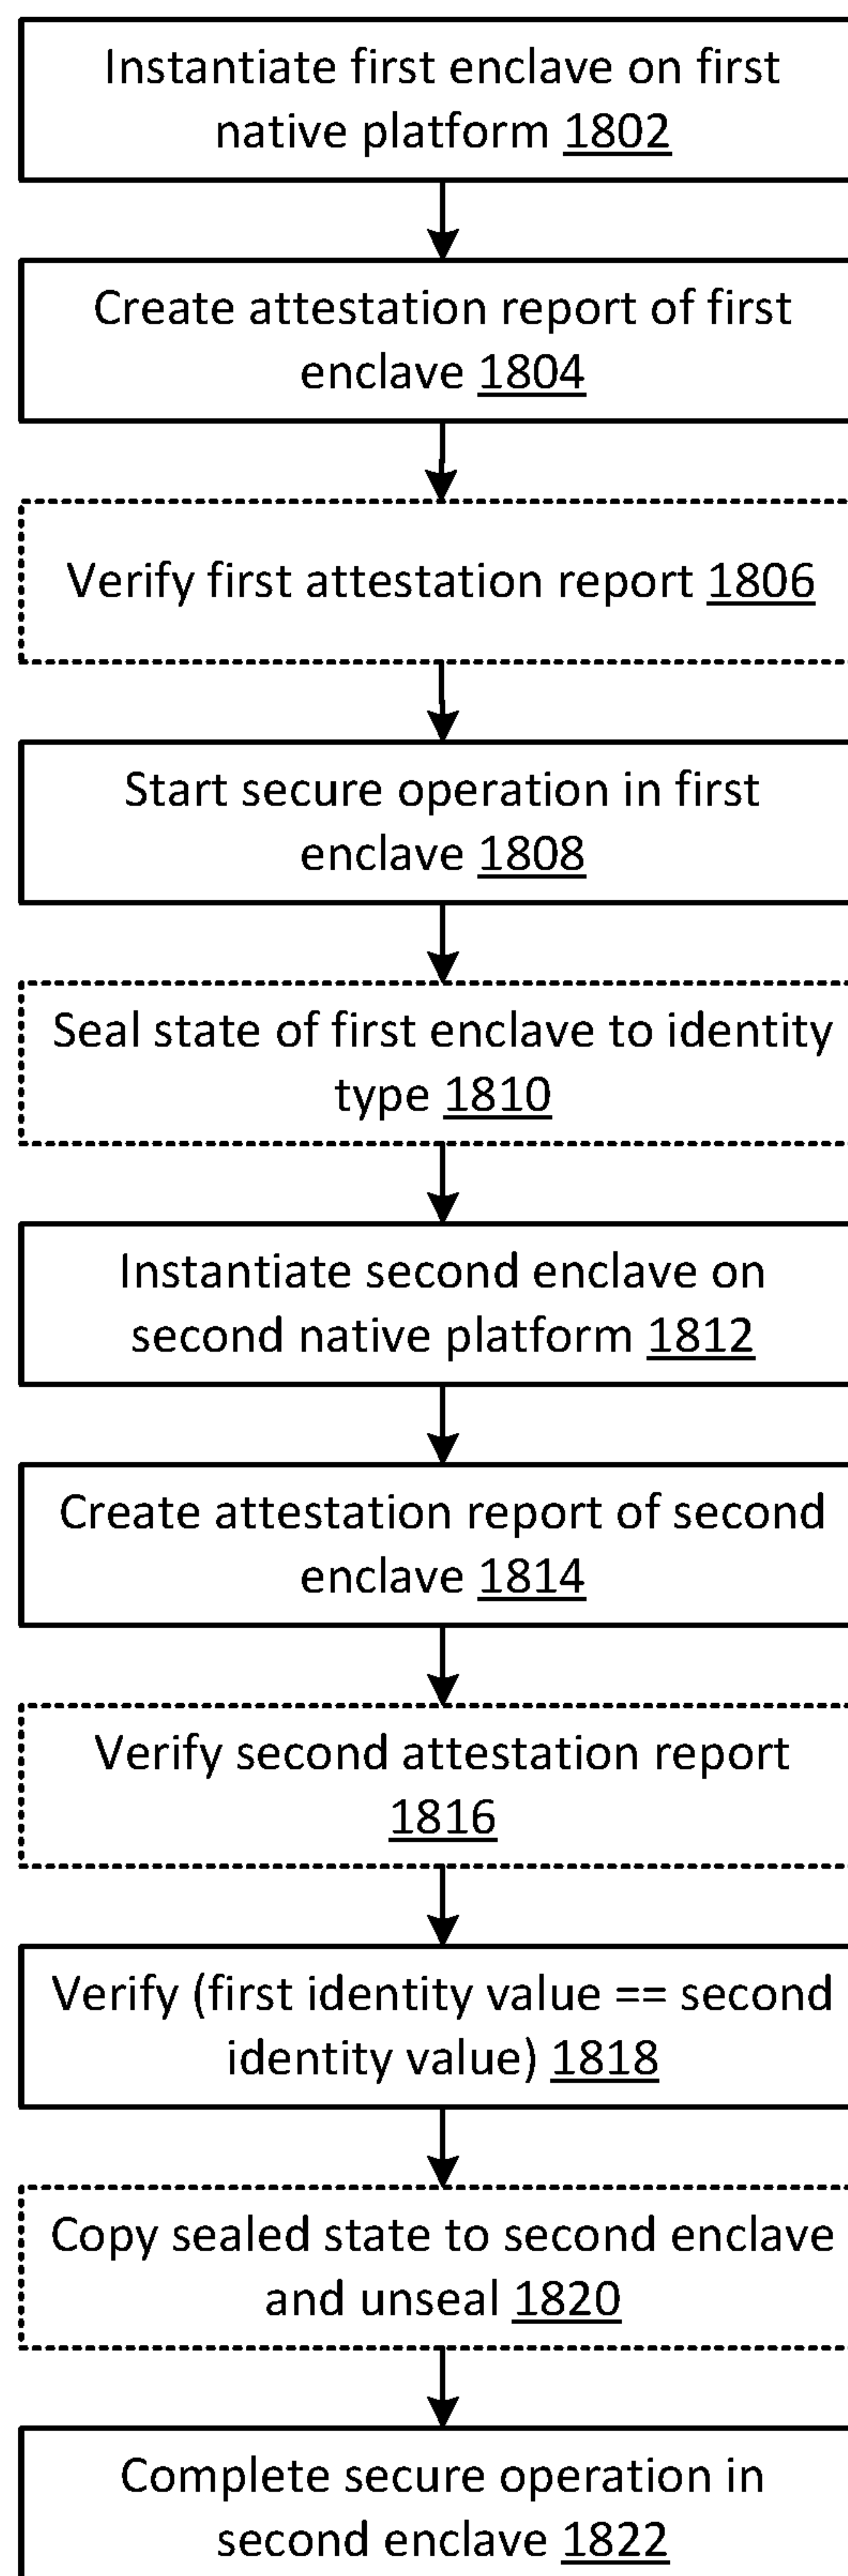 Instantiate first enclave on first
native platform 1802
Create attestation report of first
enclave 1804
Verify first attestation report 1806
Start secure operation in first
enclave 1808
Seal state of first enclave to identity
type 1810
Instantiate second enclave on
second native platform 1812
Create attestation report of second
enclave 1814
Verify second attestation report
1816
Verify (first identity value == second
identity value) 1818
Copy sealed state to second enclave
and unseal 1820
Complete secure operation in
second enclave 1822